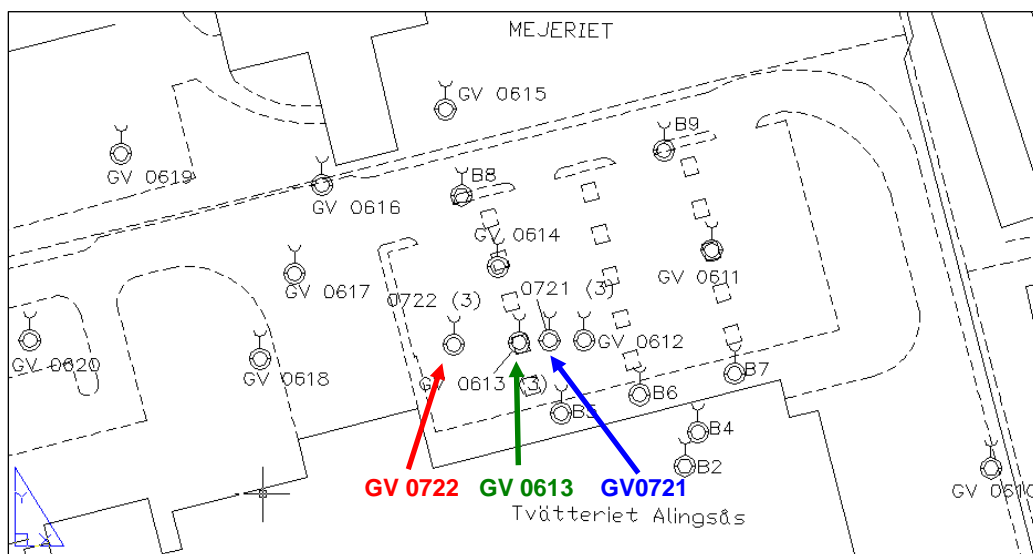 MEJERIET
GV 0615
B9
GV 0619
B8
GV 0616
GV 0614
GV 0611
GV 0617
0722 (3)
0721 (3)
GV 0612
GV 0620
GV 0618
GV 0613 (3)
B7
B6
B5
B4
B2
GV 0722
GV 0613
GV0721
GV 0610
Tvätteriet Alingsås
Y
X